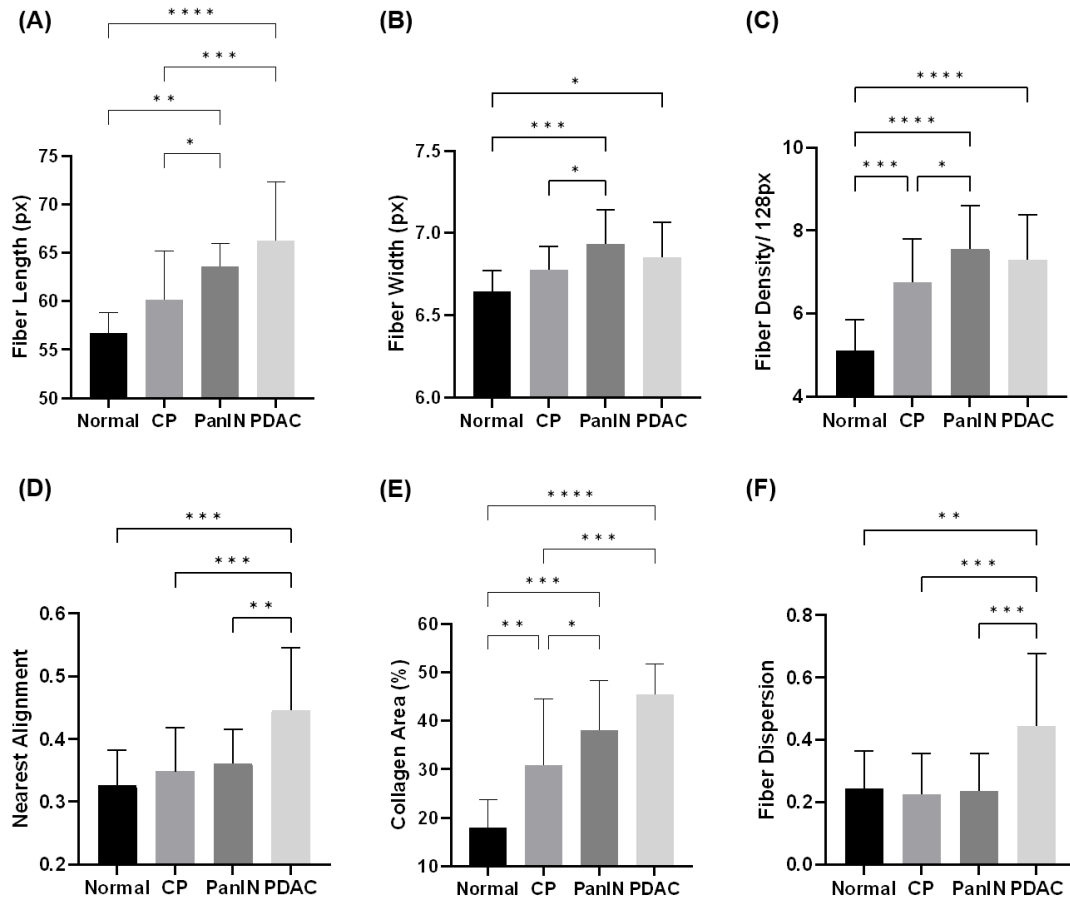 (A)
* * * *
* * *
* *
*
Fiber Length (px)
75
70
65
60
55
50
Normal CP PanIN PDAC
(B)
*
* * *
*
Fiber Width (px)
7.5
7.0
6.5
6.0
Normal CP PanIN PDAC
(C)
* * * *
* * * *
* * * *
Fiber Density/ 128px
10
8
6
4
Normal CP PanIN PDAC
(D)
* * *
* * *
* *
Nearest Alignment
0.6
0.5
0.4
0.3
0.2
Normal CP PanIN PDAC
(E)
* * * *
* * *
* * *
* * *
Collagen Area (%)
60
50
40
30
20
10
Normal CP PanIN PDAC
(F)
* *
* * *
* * *
Fiber Dispersion
0.8
0.6
0.4
0.2
0.0
Normal CP PanIN PDAC